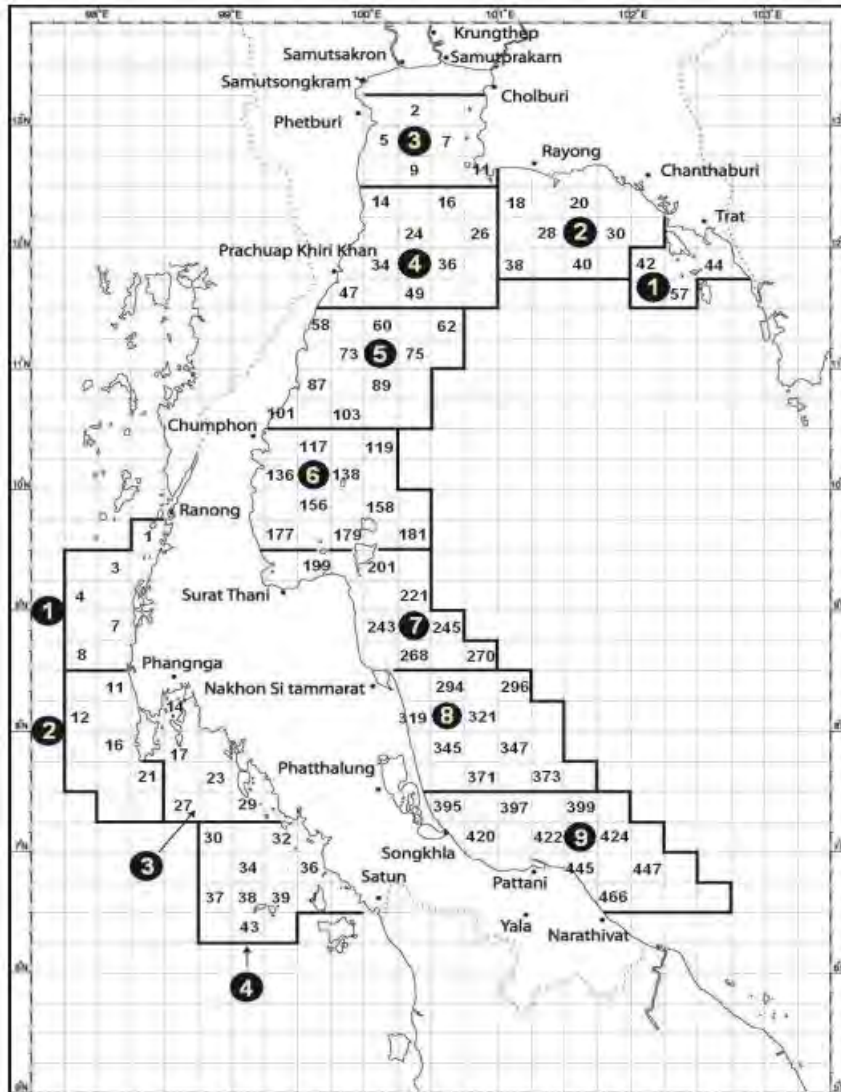 98°E 99°E 100°E 101°E 102°E 103°E
Krungthep
Samutsakron Samutprakarn
Samutsongkram
Cholburi
2
Phetburi
13
5 3 7
Rayong
9 11
Chanthaburi
14 16 18 20
Trat
24 26 28 2 30
12
Prachuap Khiri Khan
34 4 36 38 40 42 44
1
47 49 57
58 60 62
73 5 75
11
87 89
101 103
Chumphon
117 119
136 6 138
10
156 158
Ranong
1
177 179 181
3
199 201
4
Surat Thani
221
1
7
243 7 245
8
268 270
Phangnga
11
Nakhon Si tammarat
294 296
12 14
319 8 321
2
16
17
345 347
21 23
Phatthalung
371 373
27 29
395 397 399
3
30 32
420 422 9 424
Songkhla
34 36
445 447
Satun
Pattani
37 38 39
466
43
Yala
Narathivat
4